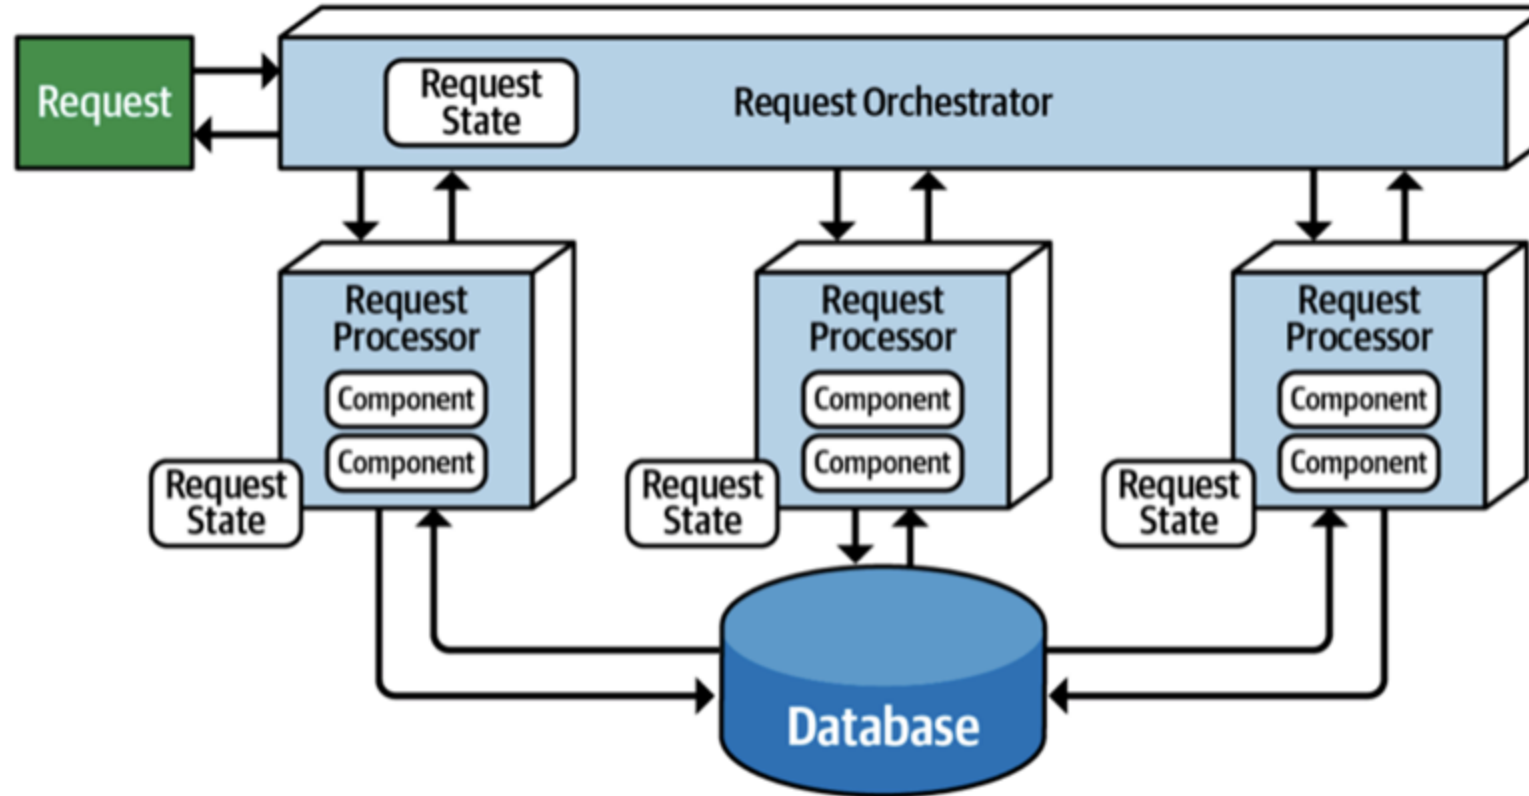 Request
Request
State
Request Orchestrator
Request
Processor
Component
Component
Request
State
Request
Processor
Component
Component
Request
State
Request
Processor
Component
Component
Request
State
Database